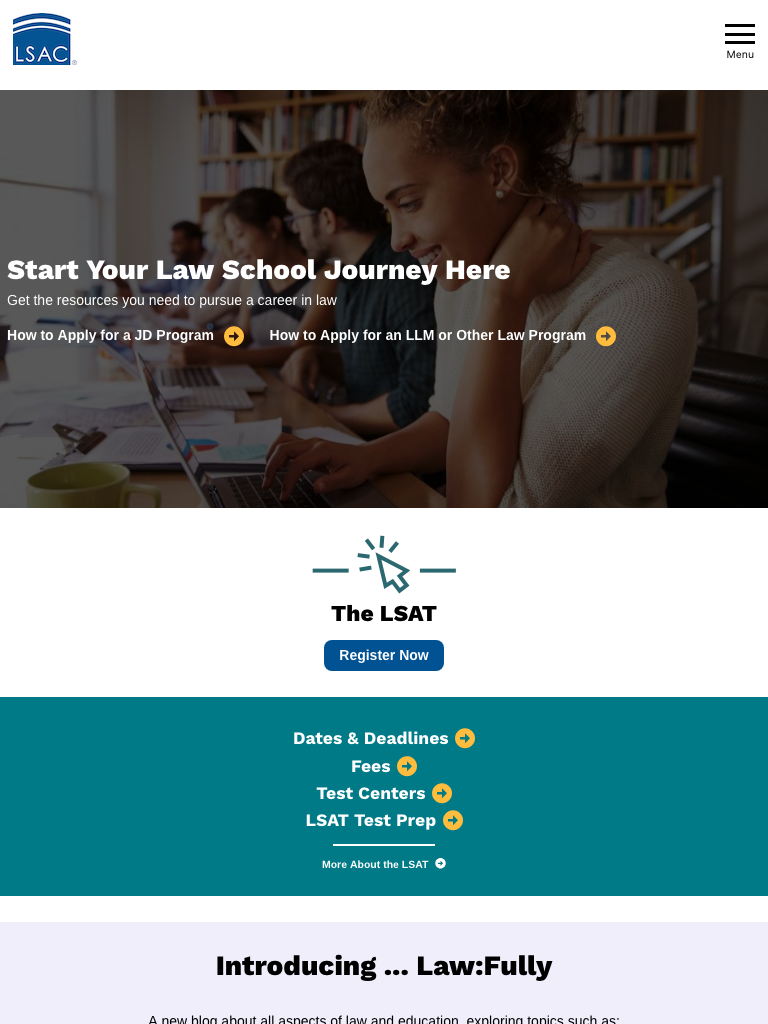 LSAC
Menu
Start Your Law School Journey Here
Get the resources you need to pursue a career in law
How to Apply for a JD Program How to Apply for an LLM or Other Law Program
The LSAT
Register Now
Dates & Deadlines
Fees
Test Centers
LSAT Test Prep
More About the LSAT
Introducing ... Law:Fully
A new blog about all aspects of law and education, exploring topics such as: